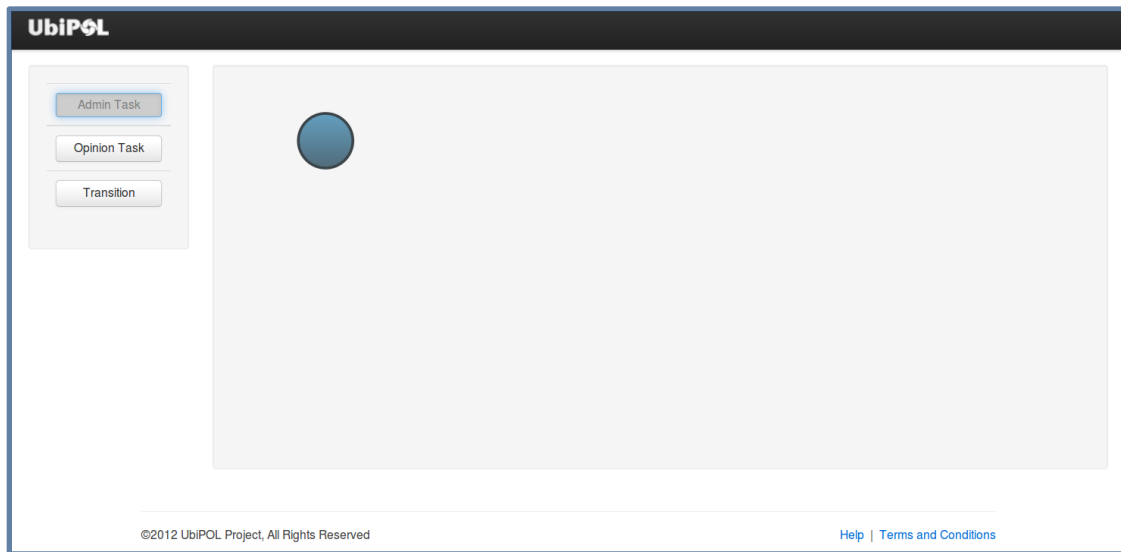 UbiPOL
Admin Task
Opinion Task
Transition
©2012 UbiPOL Project, All Rights Reserved
Help | Terms and Conditions